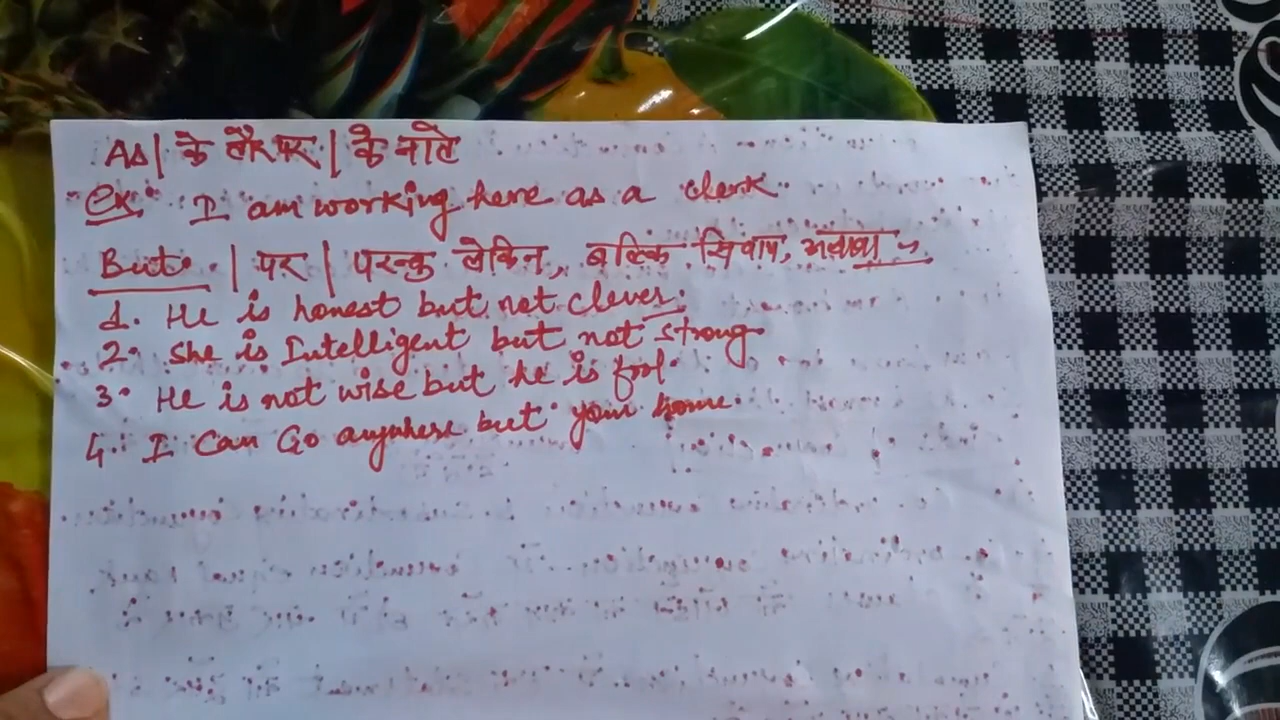 As | के तौर पर | के नाते
Ex. I am working here as a clerk
But. | पर | परन्तु लेकिन, बल्कि सिवाए, अलावा :-
1. He is honest but not clever.
2. She is Intelligent but not strong.
3. He is not wise but he is fool.
4. I Can Go anywhere but your home.